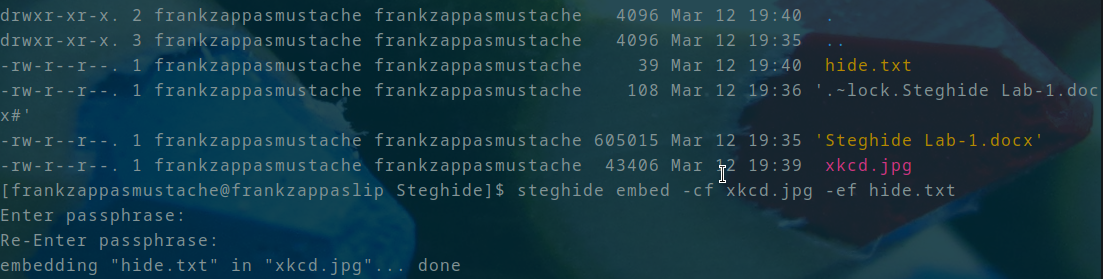 drwxr-xr-x. 2 frankzappasmustache frankzappasmustache   4096 Mar 12 19:40  .
drwxr-xr-x. 3 frankzappasmustache frankzappasmustache   4096 Mar 12 19:35  ..
-rw-r--r--. 1 frankzappasmustache frankzappasmustache     39 Mar 12 19:40  hide.txt
-rw-r--r--. 1 frankzappasmustache frankzappasmustache    108 Mar 12 19:36 '.~lock.Steghide Lab-1.doc
x#'
-rw-r--r--. 1 frankzappasmustache frankzappasmustache 605015 Mar 12 19:35 'Steghide Lab-1.docx'
-rw-r--r--. 1 frankzappasmustache frankzappasmustache  43406 Mar 12 19:39  xkcd.jpg
[frankzappasmustache@frankzappaslip Steghide]$ steghide embed -cf xkcd.jpg -ef hide.txt
Enter passphrase:
Re-Enter passphrase:
embedding "hide.txt" in "xkcd.jpg"... done